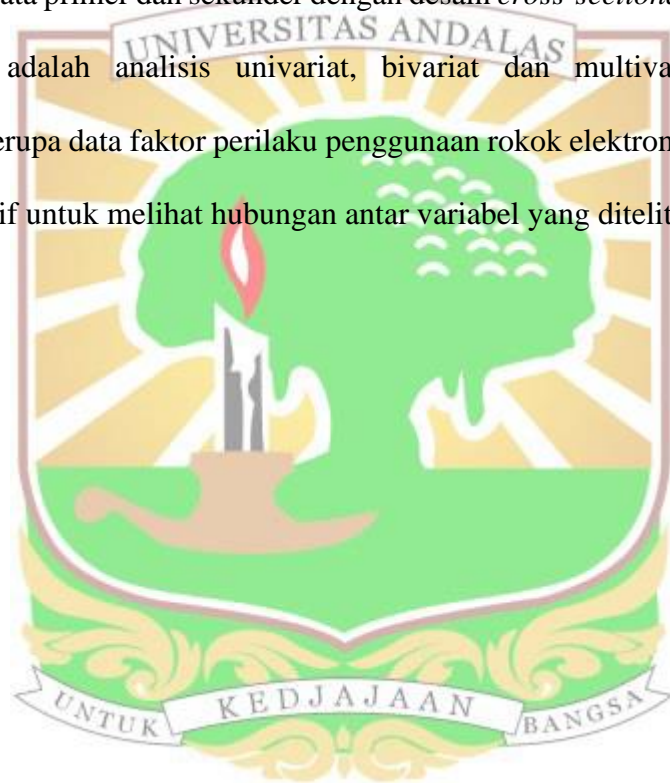 ata primer dan sekunder dengan desain cross-sectiona
UNIVERSITAS ANDALAS
adalah analisis univariat, bivariat dan multiva
erupa data faktor perilaku penggunaan rokok elektron
if untuk melihat hubungan antar variabel yang ditelit
UNTUK KEDJAJAAN BANGSA